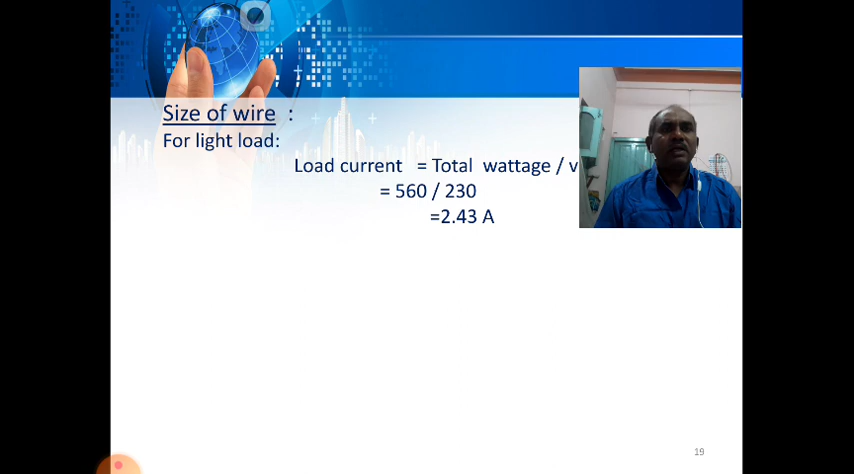 Size of wire :
For light load:
Load current = Total wattage / v
= 560 / 230
=2.43 A
19